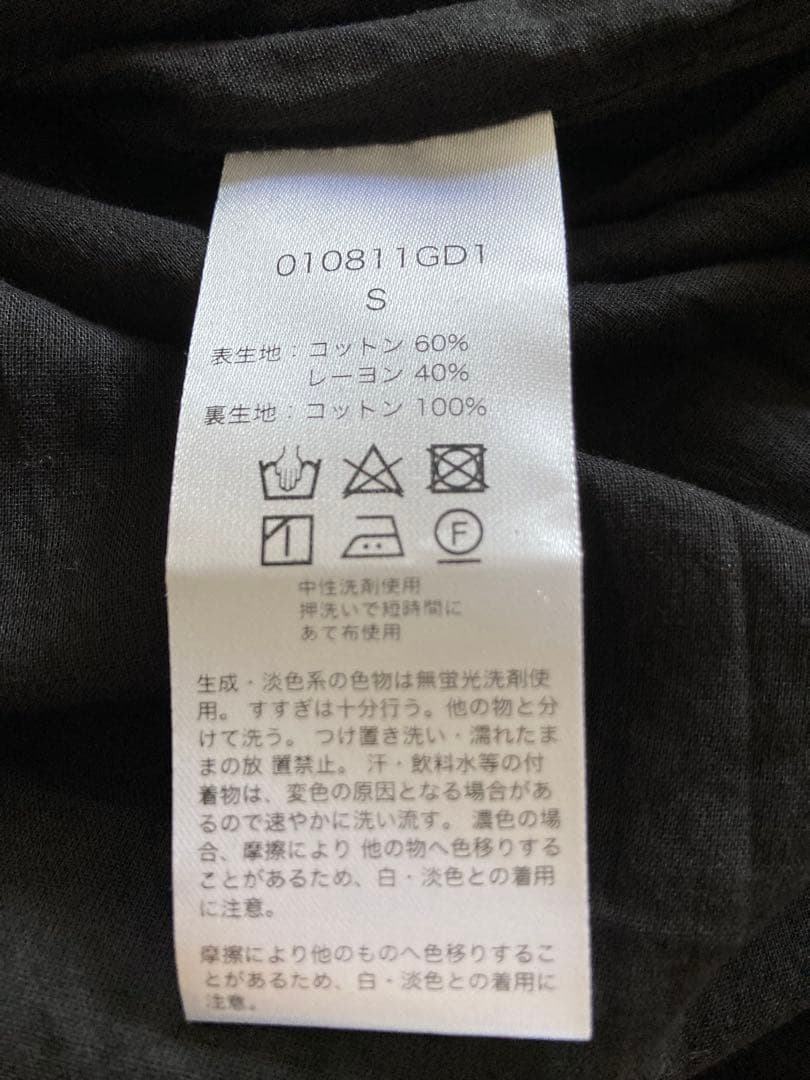 010811GD1
S
表生地:コットン 60%
レーヨン 40%
裏生地:コットン 100%
F
中性洗剤使用
押洗いで短時間に
あて布使用
生成・淡色系の色物は無蛍光洗剤使
用。すすぎは十分行う。他の物と分
けて洗う。つけ置き洗い・濡れたま
まの放 置禁止。汗・飲料水等の付
着物は、変色の原因となる場合があ
るので速やかに洗い流す。濃色の場
合、摩擦により 他の物へ色移りする
ことがあるため、白・淡色との着用
に注意。
摩擦により他のものへ色移りするこ
とがあるため、白・淡色との着用に
注意。